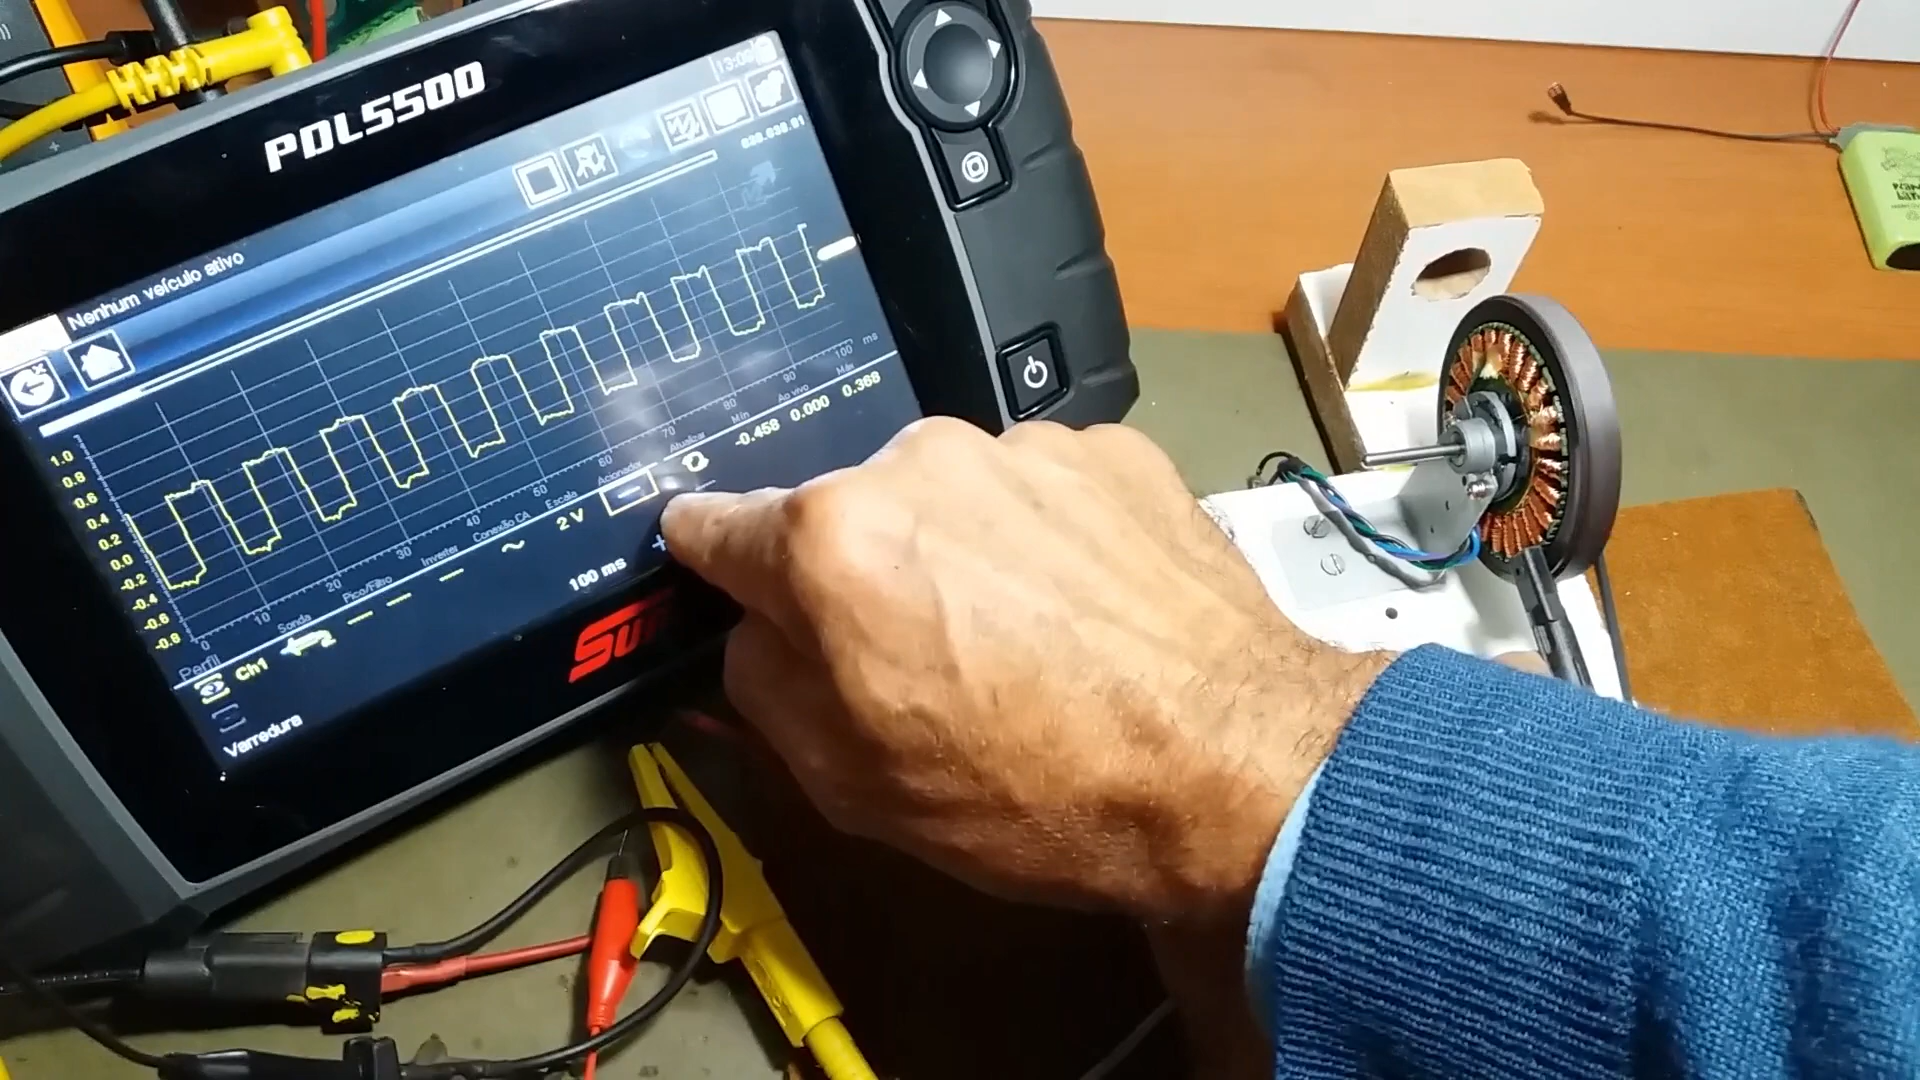 PDL5500
13:09
Nenhum veículo ativo
1.0
0.8
0.6
0.4
0.2
0.0
-0.2
-0.4
-0.6
-0.8
0
10
20
30
40
50
60
70
80
90
100
ms
Perfil
Sonda
Pico/Filtro
Inverter
Conexão CA
Escala
Acionador
Atualizar
Mín
Ao vivo
Máx
Ch1
2 V
-0.458
0.000
0.368
Varredura
100 ms
+